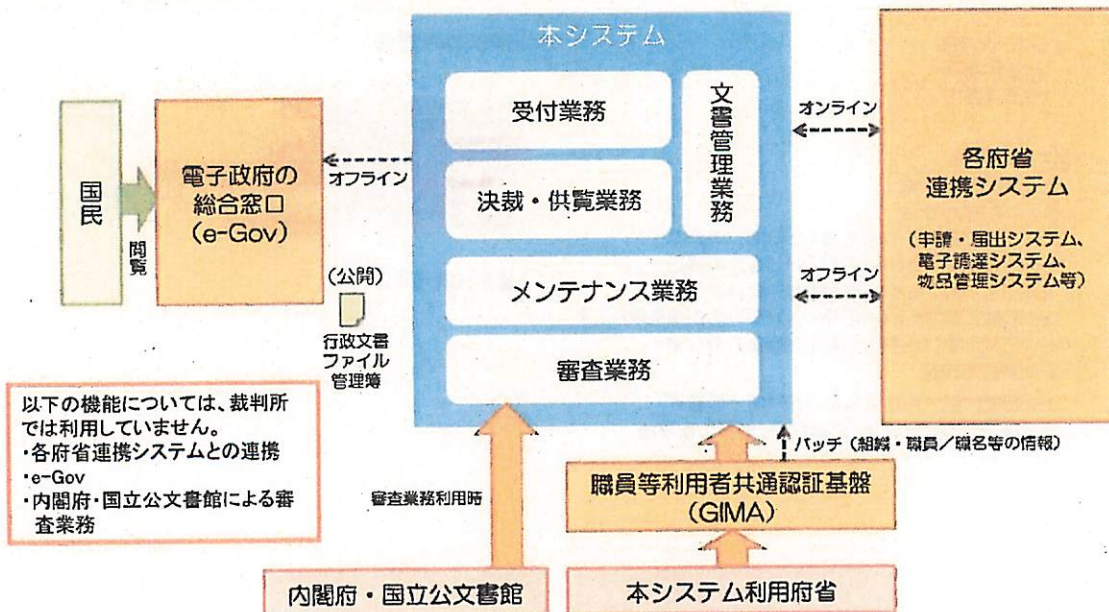 本システム
受付業務
決裁・供覧業務
文書管理業務
メンテナンス業務
審査業務
国民
閲覧
電子政府の
総合窓口
(e-Gov)
オフライン
(公開)
行政文書
ファイル
管理簿
オンライン
オフライン
各府省
連携システム
(申請・届出システム、
電子調達システム、
物品管理システム等)
以下の機能については、裁判所
では利用していません。
・各府省連携システムとの連携
・e-Gov
・内閣府・国立公文書館による審
査業務
審査業務利用時
バッチ(組織・職員/職名等の情報)
職員等利用者共通認証基盤
(GIMA)
内閣府・国立公文書館
本システム利用府省